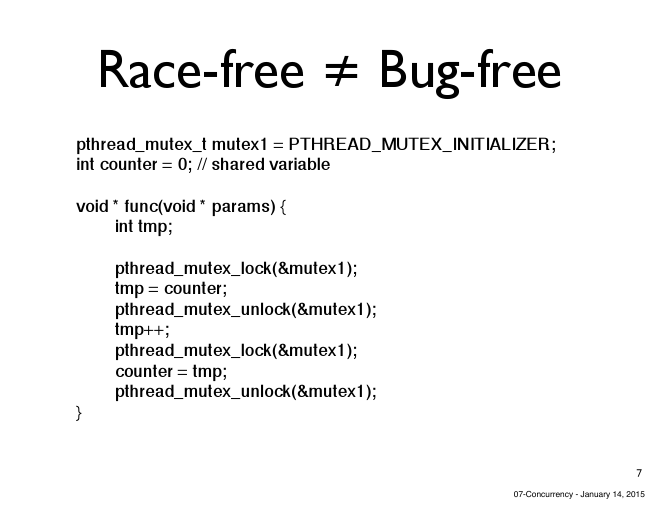 Race-free ≠ Bug-free
pthread_mutex_t mutex1 = PTHREAD_MUTEX_INITIALIZER;
int counter = 0; // shared variable
void * func(void * params) {
int tmp;
pthread_mutex_lock(&mutex1);
tmp = counter;
pthread_mutex_unlock(&mutex1);
tmp++;
pthread_mutex_lock(&mutex1);
counter = tmp;
pthread_mutex_unlock(&mutex1);
}
7
07-Concurrency - January 14, 2015